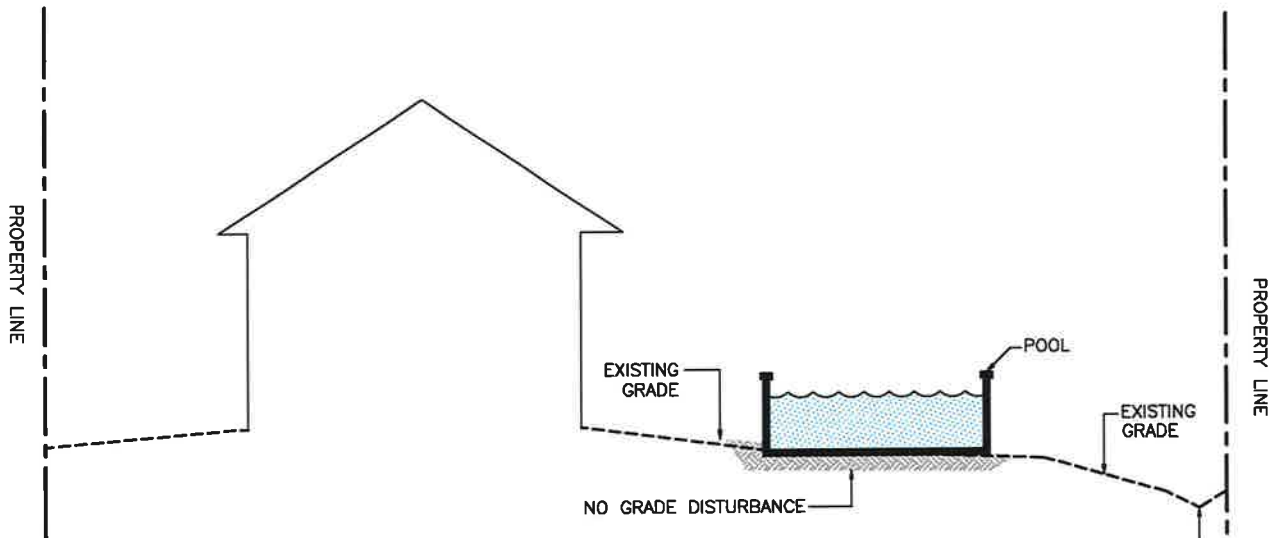 PROPERTY LINE
EXISTING
GRADE
POOL
EXISTING
GRADE
NO GRADE DISTURBANCE
PROPERTY LINE